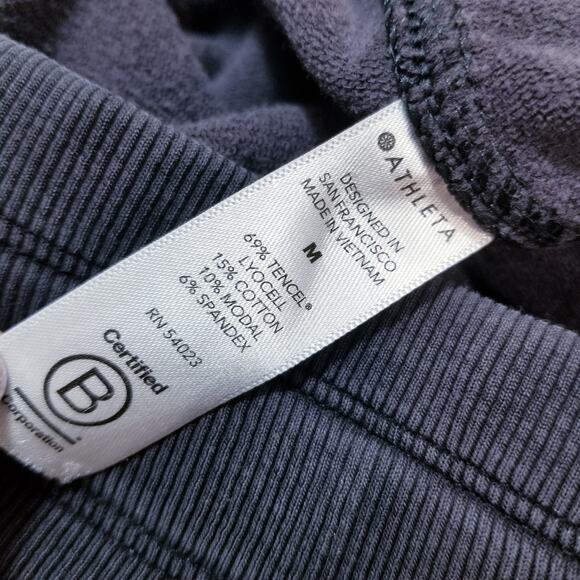 ATHLETA
DESIGNED IN
SAN FRANCISCO
MADE IN VIETNAM
M
69% TENCEL®
LYOCELL
15% COTTON
10% MODAL
6% SPANDEX
RN 54023
Certified
B
Corporation